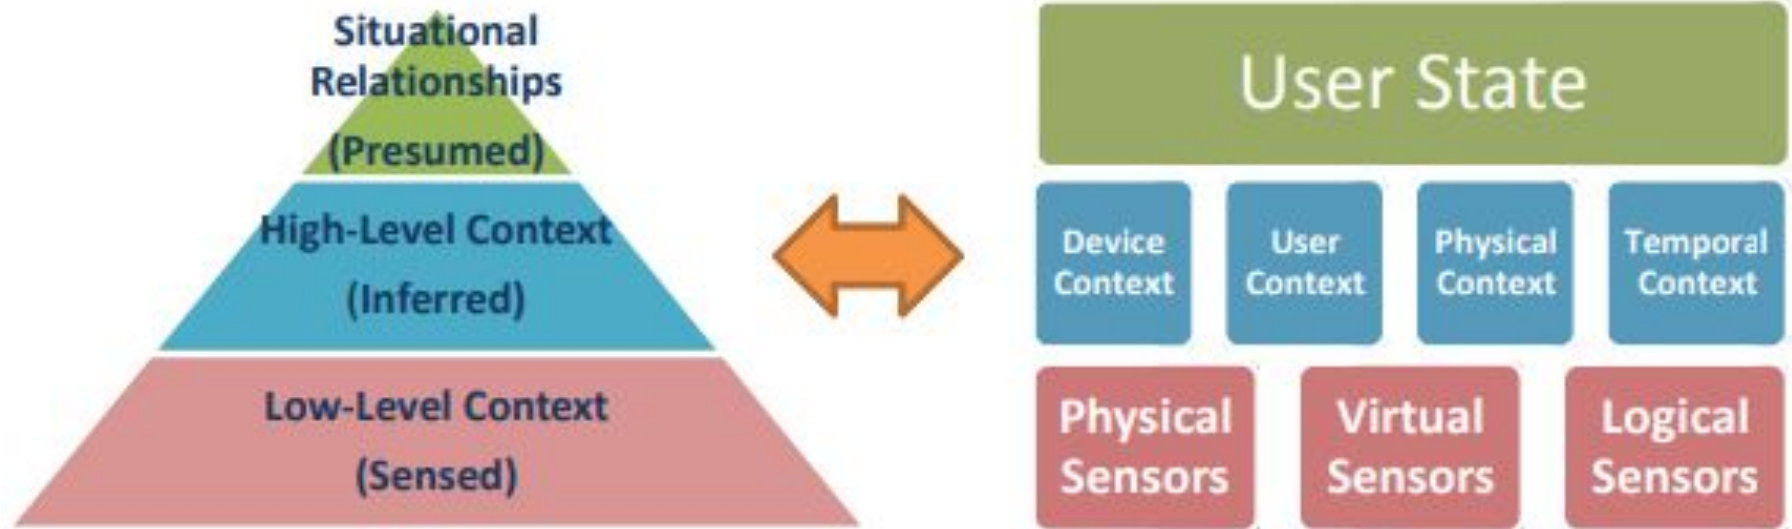 Situational
Relationships
(Presumed)
High-Level Context
(Inferred)
Low-Level Context
(Sensed)
User State
Device
Context
User
Context
Physical
Context
Temporal
Context
Physical
Sensors
Virtual
Sensors
Logical
Sensors